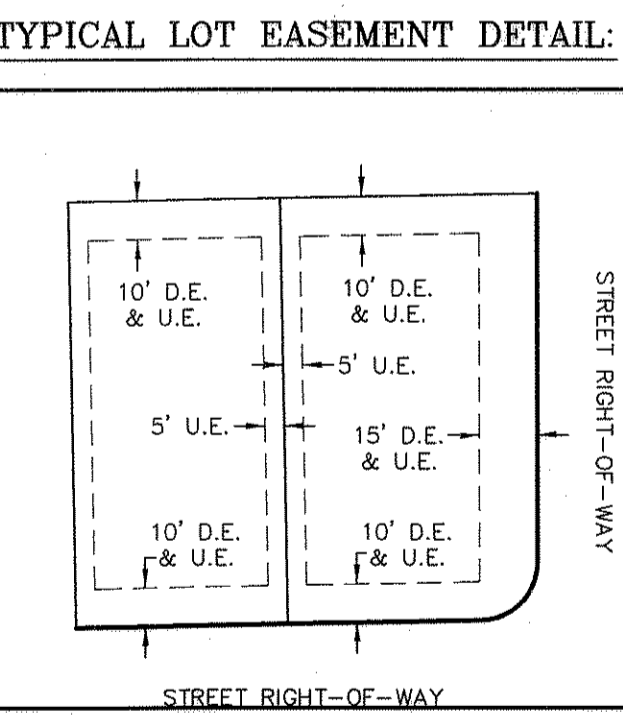 TYPICAL LOT EASEMENT DETAIL:
10' D.E.
& U.E.
10' D.E.
& U.E.
5' U.E.
5' U.E.
15' D.E.
& U.E.
10' D.E.
& U.E.
10' D.E.
& U.E.
STREET RIGHT-OF-WAY
STREET RIGHT-OF-WAY